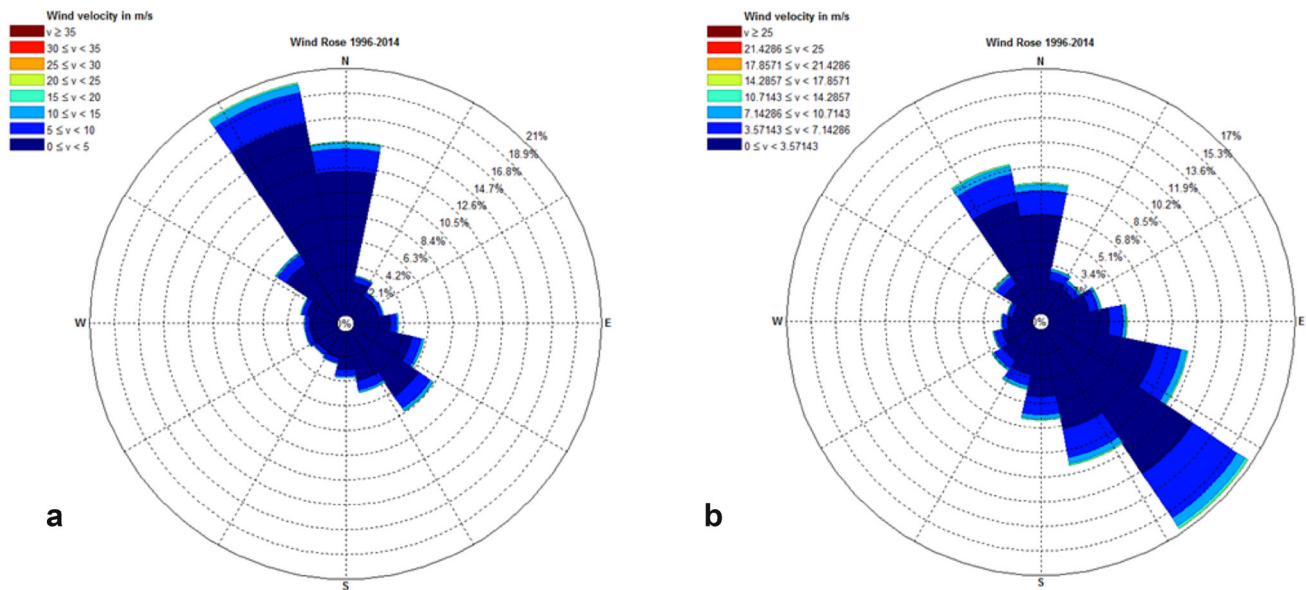 Wind velocity in m/s
v ≥ 35
30 ≤ v < 35
25 ≤ v < 30
20 ≤ v < 25
15 ≤ v < 20
10 ≤ v < 15
5 ≤ v < 10
0 ≤ v < 5
Wind Rose 1996-2014
N
21%
18.9%
16.8%
14.7%
12.6%
10.5%
8.4%
6.3%
4.2%
2.1%
0%
W
E
S
a
Wind velocity in m/s
v ≥ 25
21.4286 ≤ v < 25
17.8571 ≤ v < 21.4286
14.2857 ≤ v < 17.8571
10.7143 ≤ v < 14.2857
7.14286 ≤ v < 10.7143
3.57143 ≤ v < 7.14286
0 ≤ v < 3.57143
Wind Rose 1996-2014
N
17%
15.3%
13.6%
11.9%
10.2%
8.5%
6.8%
5.1%
3.4%
0%
W
E
S
b